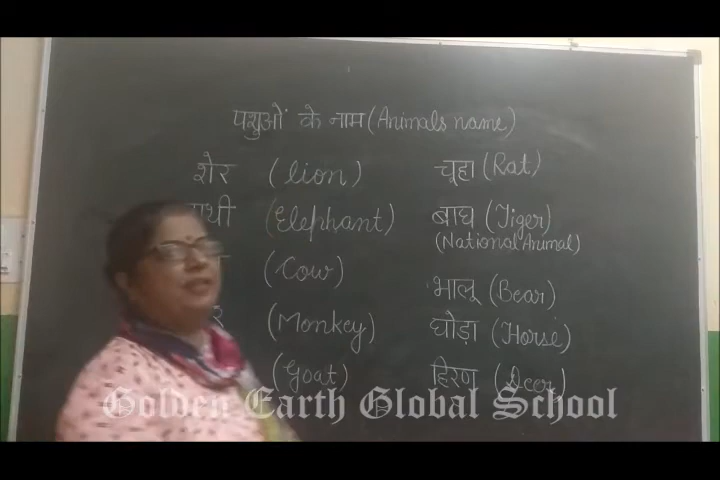 पशुओं के नाम (Animals name)
शेर (lion)
(Elephant)
(Cow)
(Monkey)
(Goat)
चूहा (Rat)
बाघ (Tiger)
(National Animal)
भालू (Bear)
घोड़ा (Horse)
हिरण (Deer)
Golden Earth Global School